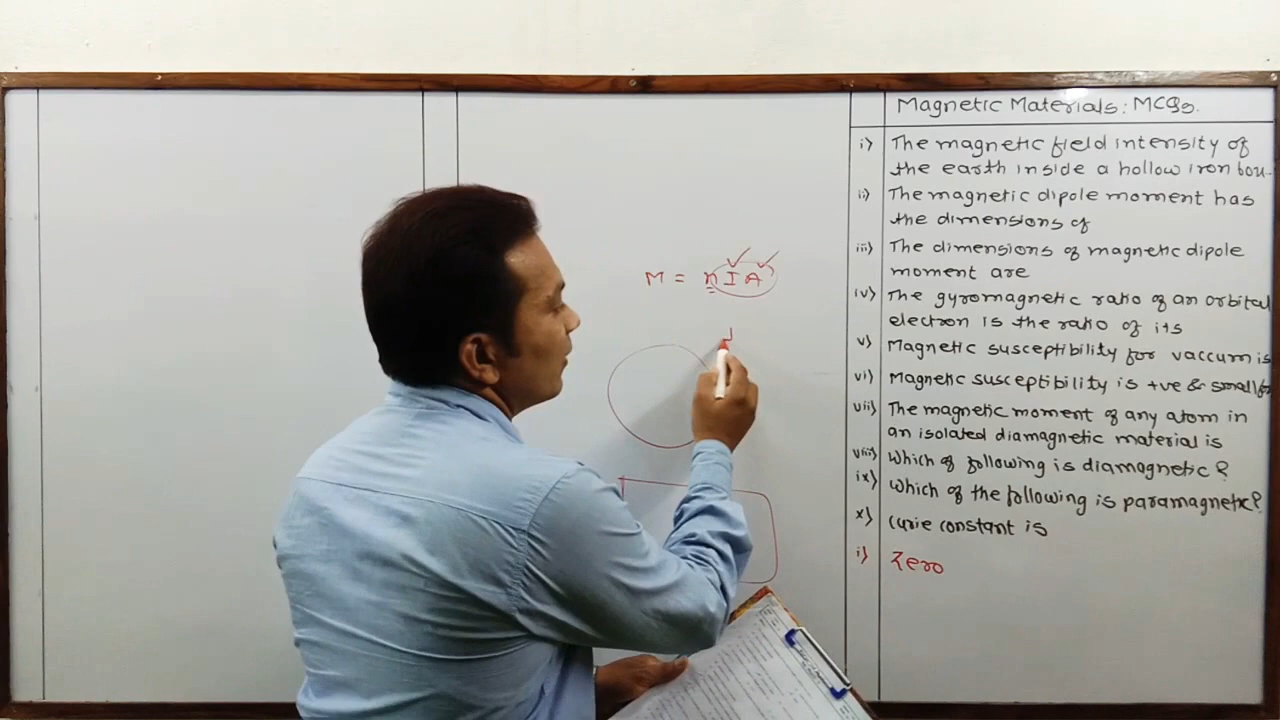 Magnetic Materials: MCQs.
i) The magnetic field intensity of
the earth inside a hollow iron box.
ii) The magnetic dipole moment has
the dimensions of
iii) The dimensions of magnetic dipole
moment are
iv) The gyromagnetic ratio of an orbital
electron is the ratio of its
v) Magnetic susceptibility for vaccum is
vi) Magnetic susceptibility is +ve & small for
vii) The magnetic moment of any atom in
an isolated diamagnetic material is
viii) Which of following is diamagnetic?
ix) Which of the following is paramagnetic?
x) Curie constant is
i) Zero
M = nIA